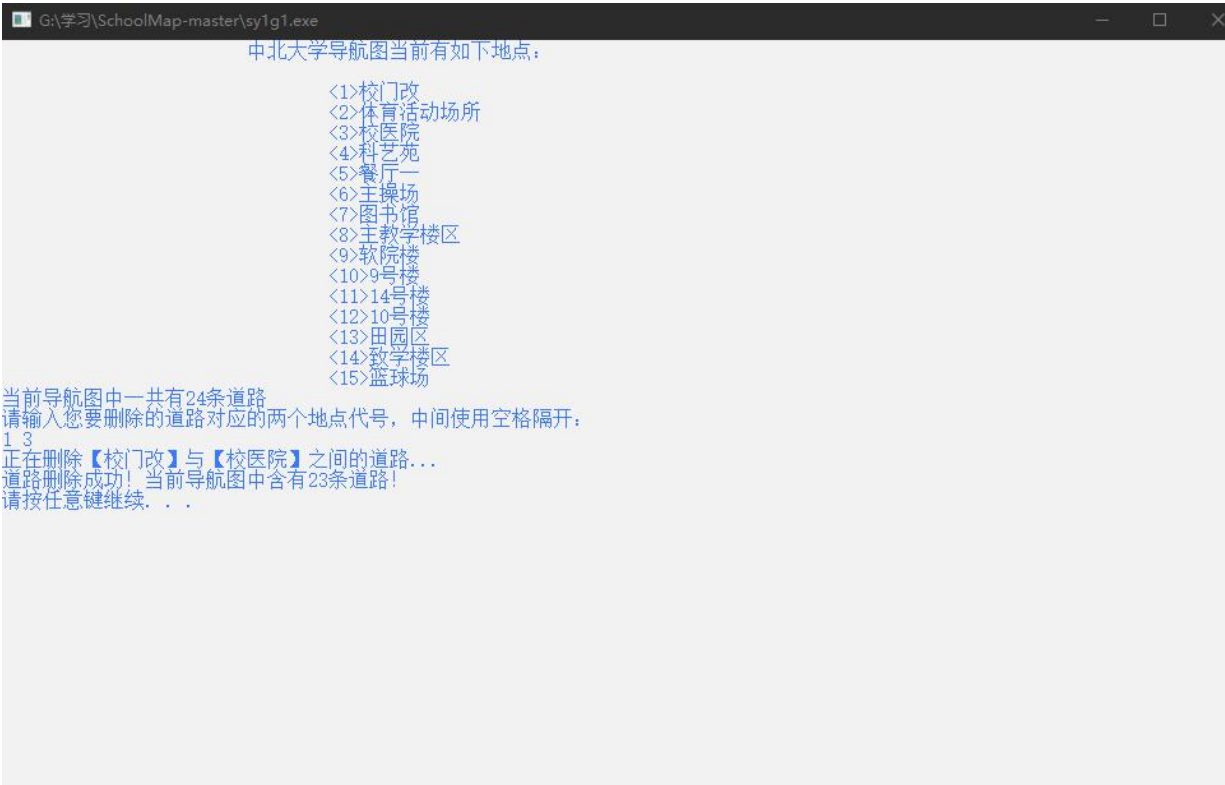 G:\学习\SchoolMap-master\sy1g1.exe
中北大学导航图当前有如下地点：
<1>校门改
<2>体育活动场所
<3>校医院
<4>科艺苑
<5>餐厅一
<6>主操场
<7>图书馆
<8>主教学楼区
<9>软院楼
<10>9号楼
<11>14号楼
<12>10号楼
<13>田园区
<14>致学楼区
<15>篮球场
当前导航图中一共有24条道路
请输入您要删除的道路对应的两个地点代号，中间使用空格隔开：
1 3
正在删除【校门改】与【校医院】之间的道路...
道路删除成功！当前导航图中含有23条道路！
请按任意键继续. . .